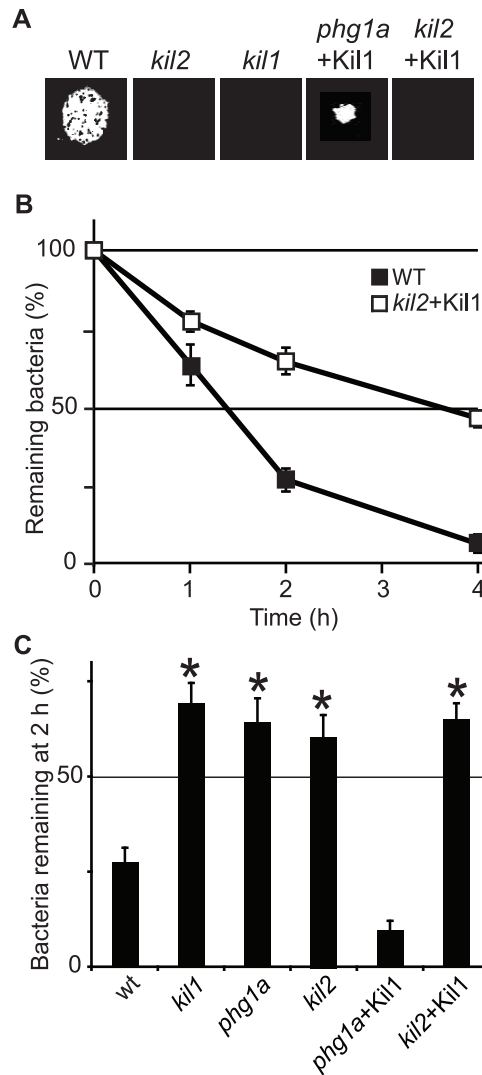 A
WT kil2 kil1 phg1a +Kil1 kil2 +Kil1
B
Remaining bacteria (%)
100
50
0
WT
kil2+Kil1
0 1 2 3 4
Time (h)
C
Bacteria remaining at 2 h (%)
50
0
* * * *
wt kil1 phg1a kil2 phg1a+Kil1 kil2+Kil1